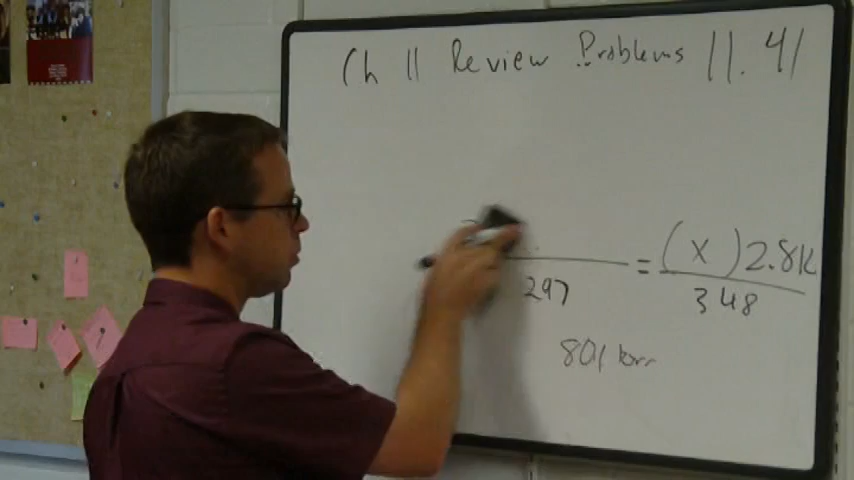 Ch 11 Review Problems 11.41
= (x) 2.8k
297
348
801 torr